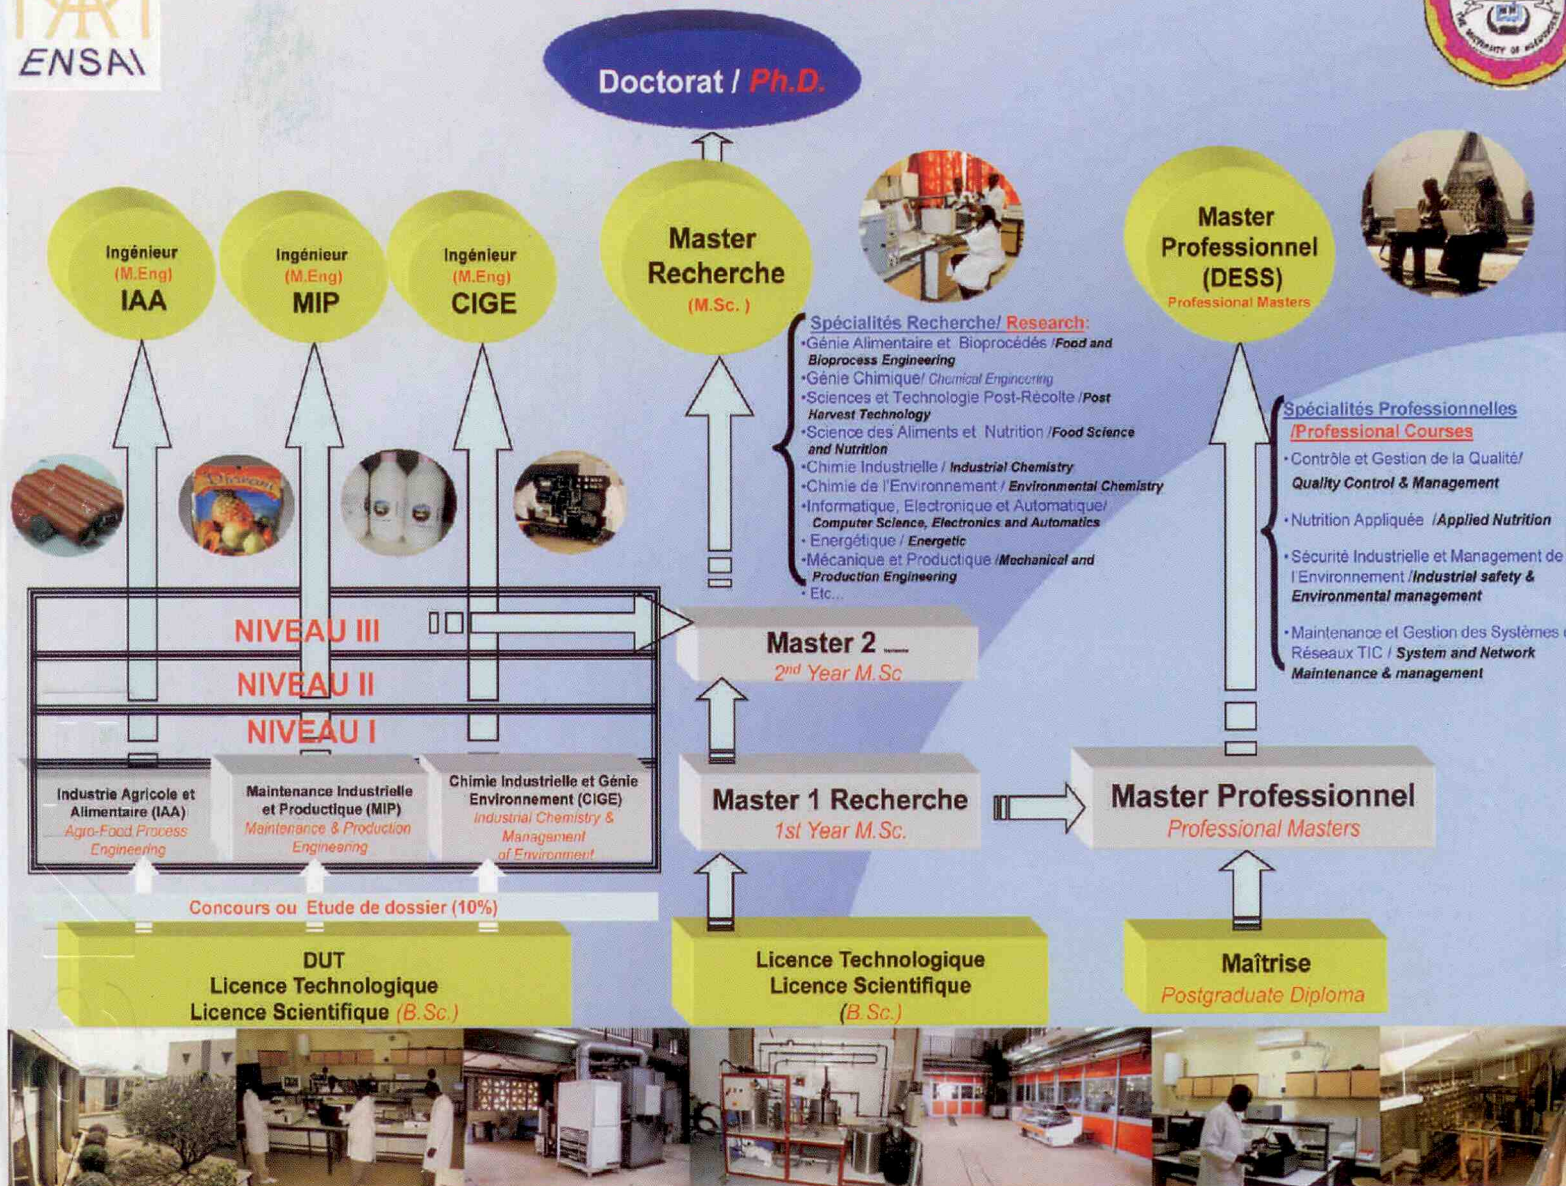 ENSAI
THE UNIVERSITY OF
Doctorat / Ph.D.
Ingénieur
(M.Eng)
IAA
Ingénieur
(M.Eng)
MIP
Ingénieur
(M.Eng)
CIGE
Master
Recherche
(M.Sc. )
Master
Professionnel
(DESS)
Professional Masters
Spécialités Recherche/ Research:
•Génie Alimentaire et Bioprocédés /Food and
Bioprocess Engineering
•Génie Chimique/ Chemical Engineering
•Sciences et Technologie Post-Récolte /Post
Harvest Technology
•Science des Aliments et Nutrition /Food Science
and Nutrition
•Chimie Industrielle / Industrial Chemistry
•Chimie de l'Environnement / Environmental Chemistry
•Informatique, Electronique et Automatique/
Computer Science, Electronics and Automatics
• Energétique / Energetic
•Mécanique et Productique /Mechanical and
Production Engineering
• Etc...
Spécialités Professionnelles
/Professional Courses
• Contrôle et Gestion de la Qualité/
Quality Control & Management
• Nutrition Appliquée /Applied Nutrition
• Sécurité Industrielle et Management de
l'Environnement /Industrial safety &
Environmental management
• Maintenance et Gestion des Systèmes
Réseaux TIC / System and Network
Maintenance & management
NIVEAU III
NIVEAU II
NIVEAU I
Master 2
2nd Year M.Sc
Industrie Agricole et
Alimentaire (IAA)
Agro-Food Process
Engineering
Maintenance Industrielle
et Productique (MIP)
Maintenance & Production
Engineering
Chimie Industrielle et Génie
Environnement (CIGE)
Industrial Chemistry &
Management
of Environment
Master 1 Recherche
1st Year M.Sc.
Master Professionnel
Professional Masters
Concours ou Etude de dossier (10%)
DUT
Licence Technologique
Licence Scientifique (B.Sc.)
Licence Technologique
Licence Scientifique
(B.Sc.)
Maîtrise
Postgraduate Diploma